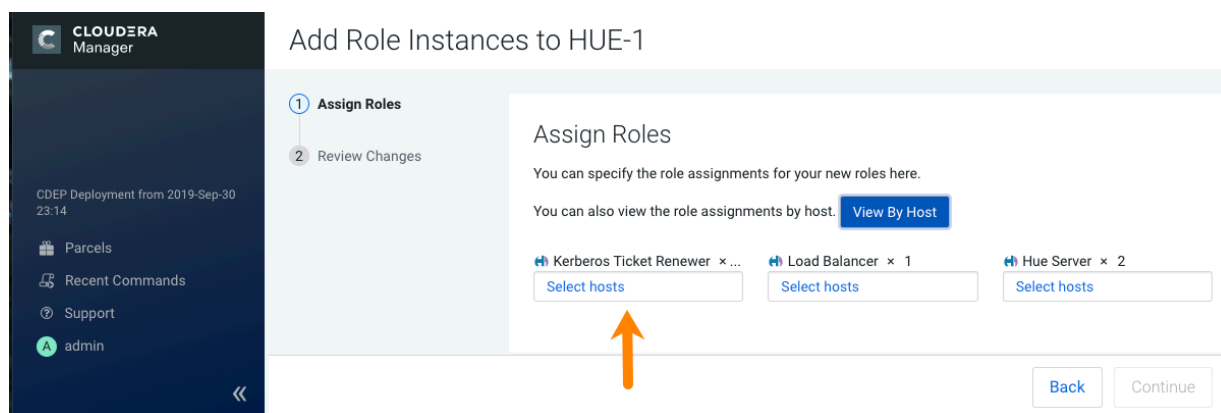 CLOUDERA
Manager
Add Role Instances to HUE-1
CDEP Deployment from 2019-Sep-30
23:14
Parcels
Recent Commands
Support
A admin
«
1 Assign Roles
2 Review Changes
Assign Roles
You can specify the role assignments for your new roles here.
You can also view the role assignments by host. View By Host
Kerberos Ticket Renewer × ...
Select hosts
Load Balancer × 1
Select hosts
Hue Server × 2
Select hosts
Back
Continue